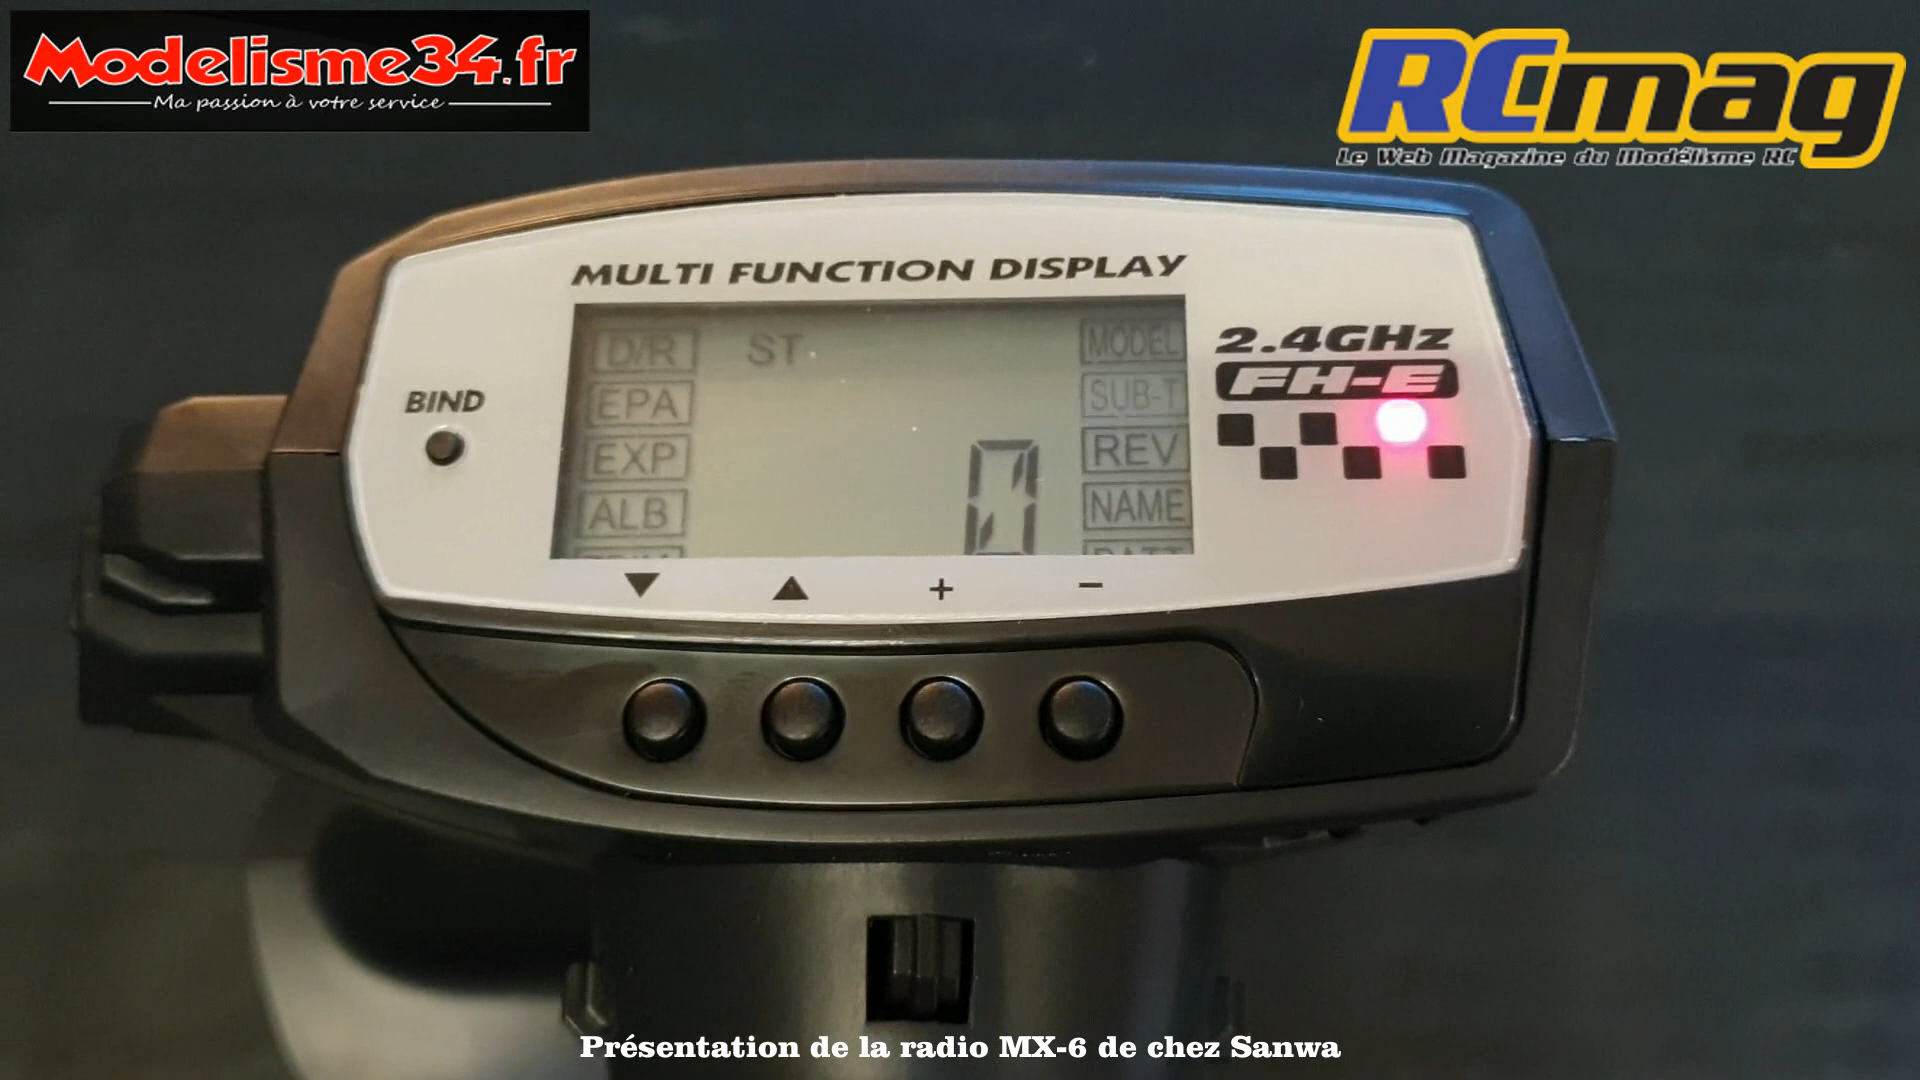 Modelisme34.fr
Ma passion à votre service
RCmag
Le Web Magazine du Modélisme RC
MULTI FUNCTION DISPLAY
D/R ST MODEL
EPA SUB-T
EXP REV
ALB NAME
0
2.4GHz
FH-E
BIND
▼ ▲ + −
Présentation de la radio MX-6 de chez Sanwa